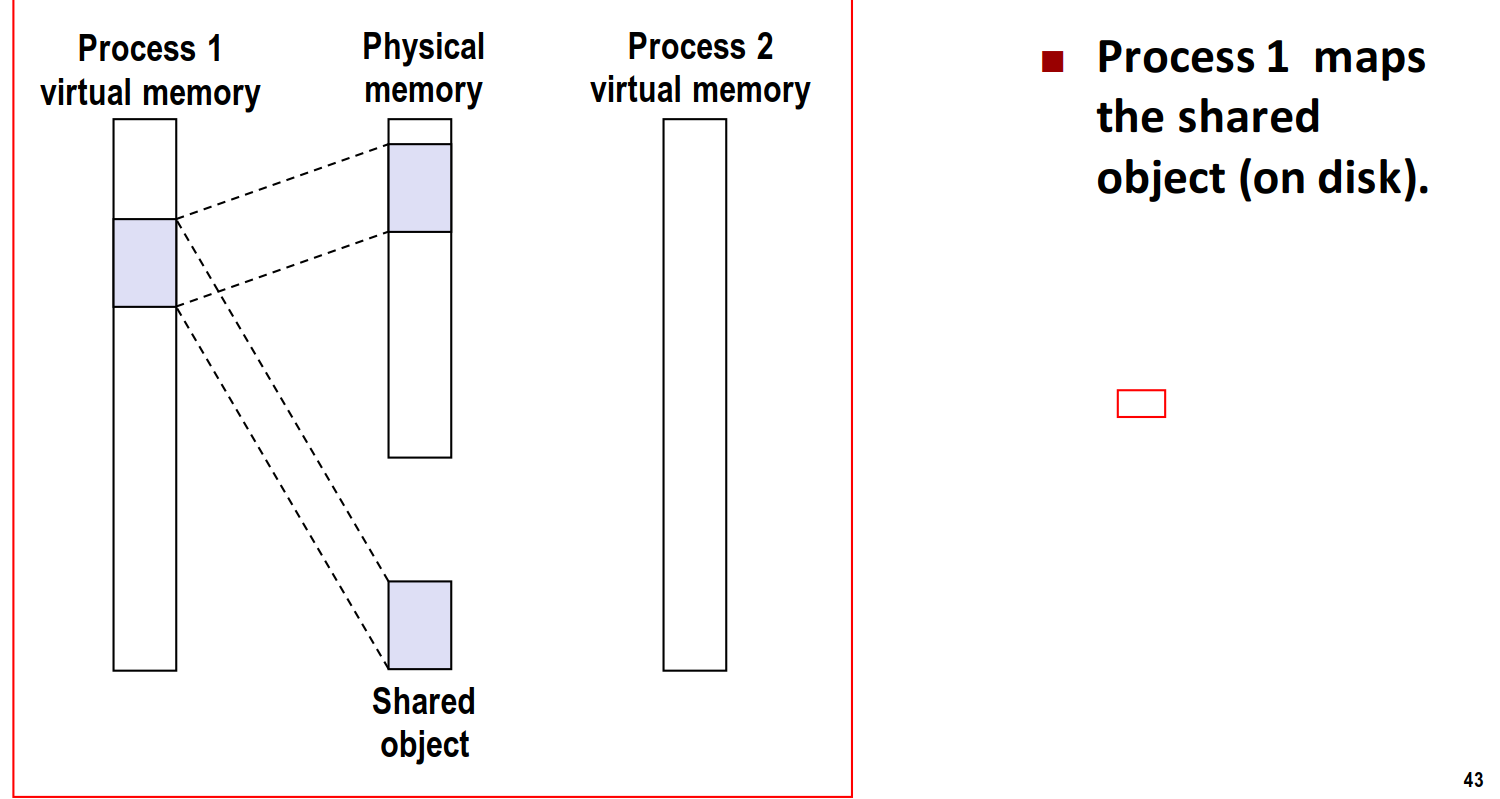 Process 1
virtual memory
Physical
memory
Process 2
virtual memory
Shared
object
■ Process 1 maps
the shared
object (on disk).
43